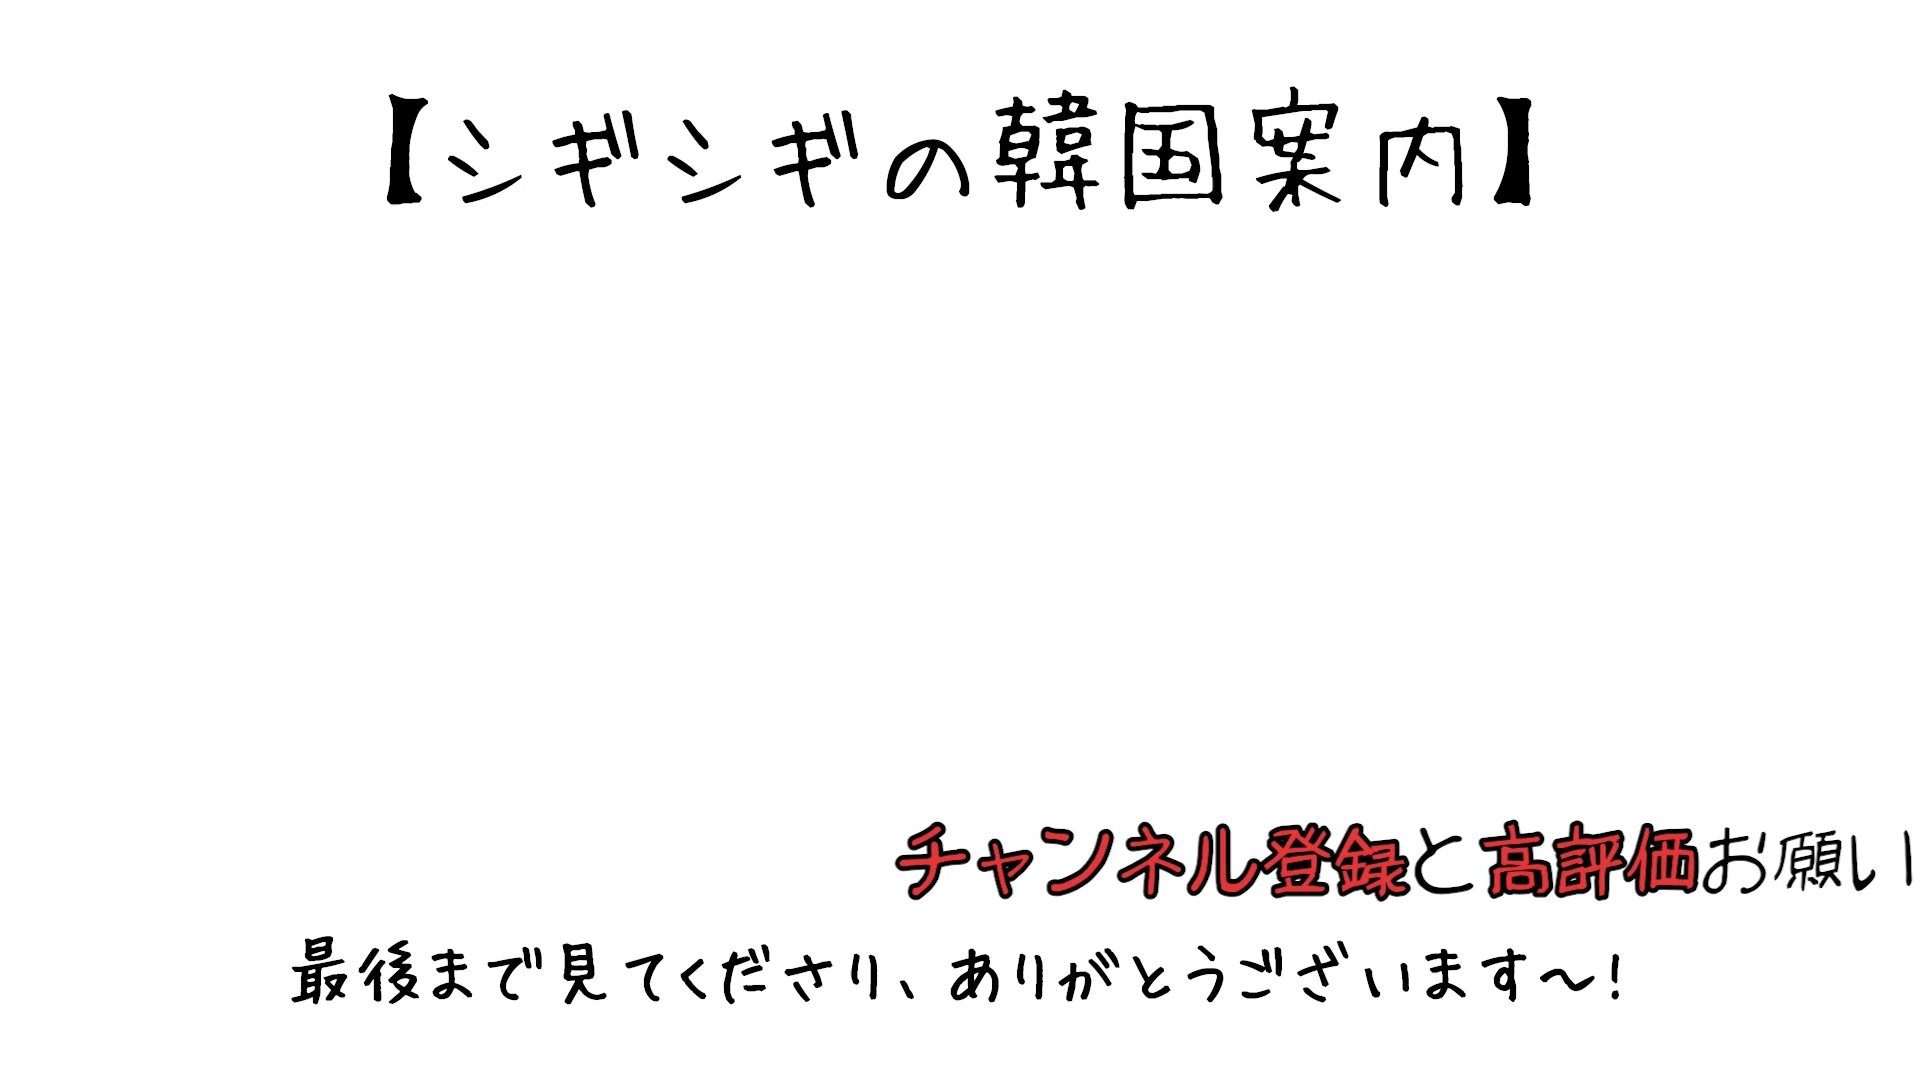 【シギシギの韓国案内】
チャンネル登録と高評価お願い
最後まで見てくださり、ありがとうございます～!